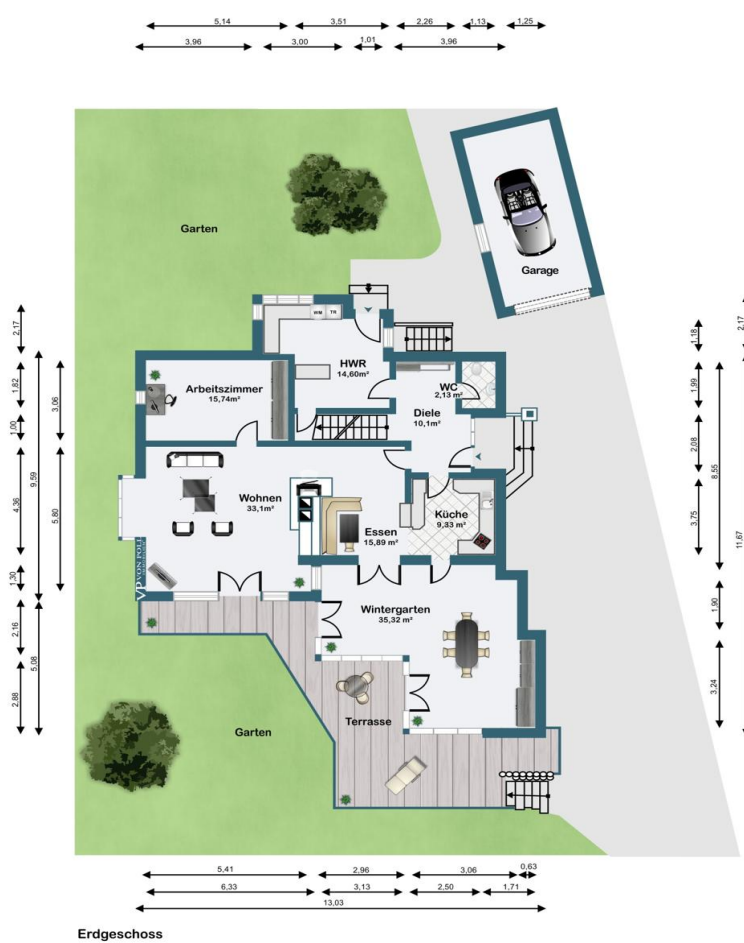 5,14 3,51 2,26 1,13 1,25
3,96 3,00 1,01 3,96
Garten
Garage
WM TR
HWR
14,60m²
Arbeitszimmer
15,74m²
WC
2,13 m²
Diele
10,1m²
Wohnen
33,1m²
Essen
15,89 m²
Küche
9,33 m²
VP VON POLL
Wintergarten
35,32 m²
Terrasse
Garten
2,17
1,82
1,00
4,36
1,30
2,16
2,88
9,59
5,08
3,06
5,80
1,18
1,99
2,08
3,75
1,90
3,24
8,55
2,17
11,67
5,41 2,96 3,06 0,63
6,33 3,13 2,50 1,71
13,03
Erdgeschoss